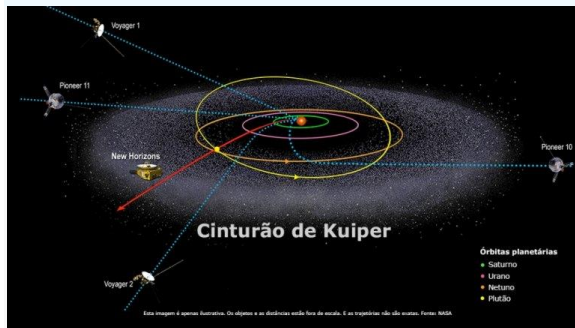 Voyager 1
Pioneer 11
Pioneer 10
New Horizons
Cinturão de Kuiper
Voyager 2
Órbitas planetárias
Saturno
Urano
Netuno
Plutão
Esta imagem é apenas ilustrativa. Os objetos e as distâncias estão fora de escala. E as trajetórias não são exatas. Fonte: NASA